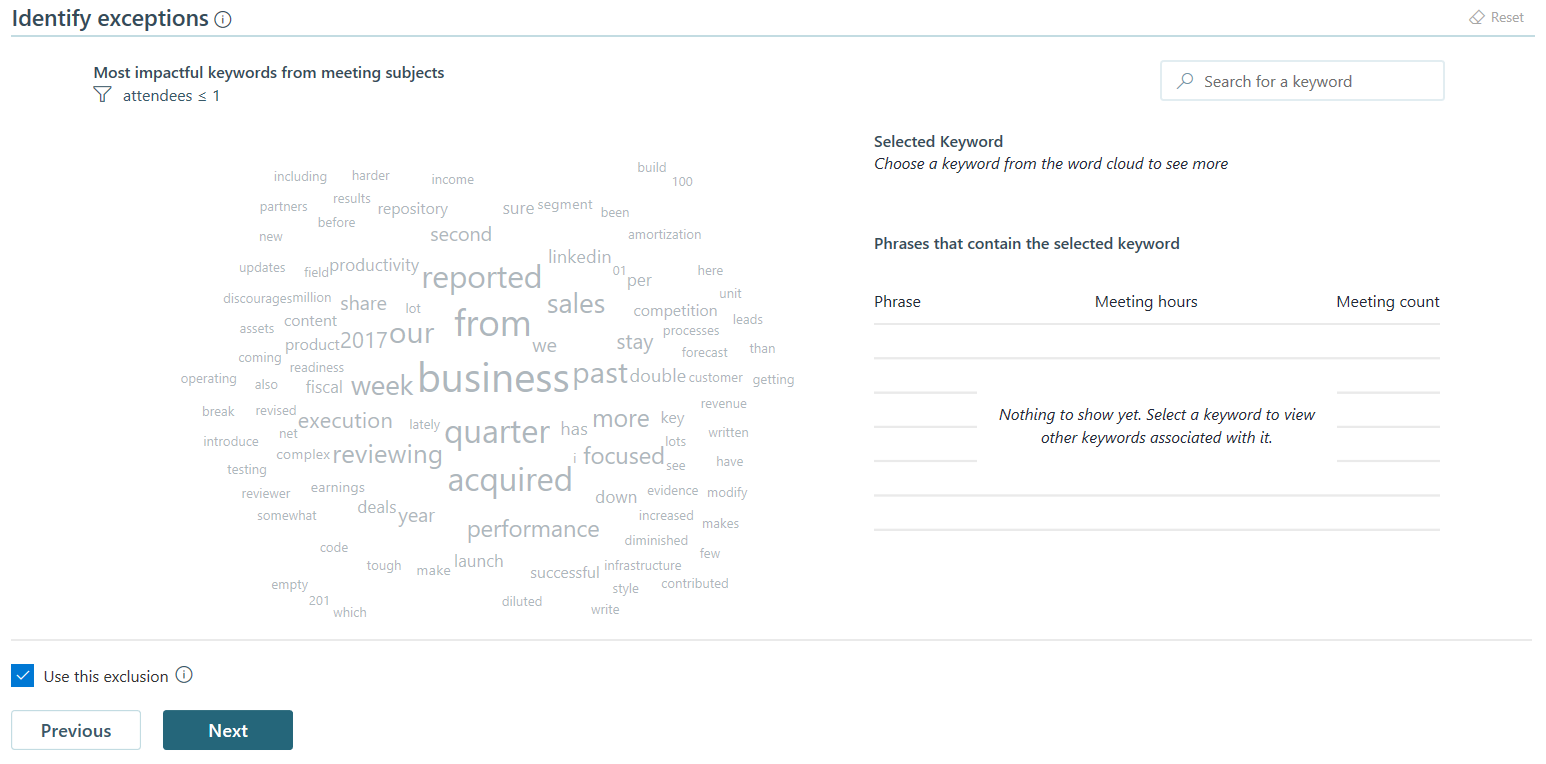 Identify exceptions
Reset
Most impactful keywords from meeting subjects
attendees ≤ 1
Search for a keyword
build
including harder income 100
results
partners repository sure segment been
before
new second amortization
linkedin
updates field productivity 01 here
reported per
discourages million unit
share lot sales competition
content from leads
assets processes
product 2017 our we stay
forecast than
coming
readiness
operating also fiscal week business past double customer getting
revenue
break revised
execution lately more key
net quarter has written
introduce lots
complex reviewing i focused see have
testing
reviewer earnings acquired down evidence modify
somewhat deals year increased makes
performance
code diminished few
tough make launch successful infrastructure
empty style contributed
201 diluted
which write
Selected Keyword
Choose a keyword from the word cloud to see more
Phrases that contain the selected keyword
Phrase Meeting hours Meeting count
Nothing to show yet. Select a keyword to view
other keywords associated with it.
Use this exclusion
Previous Next